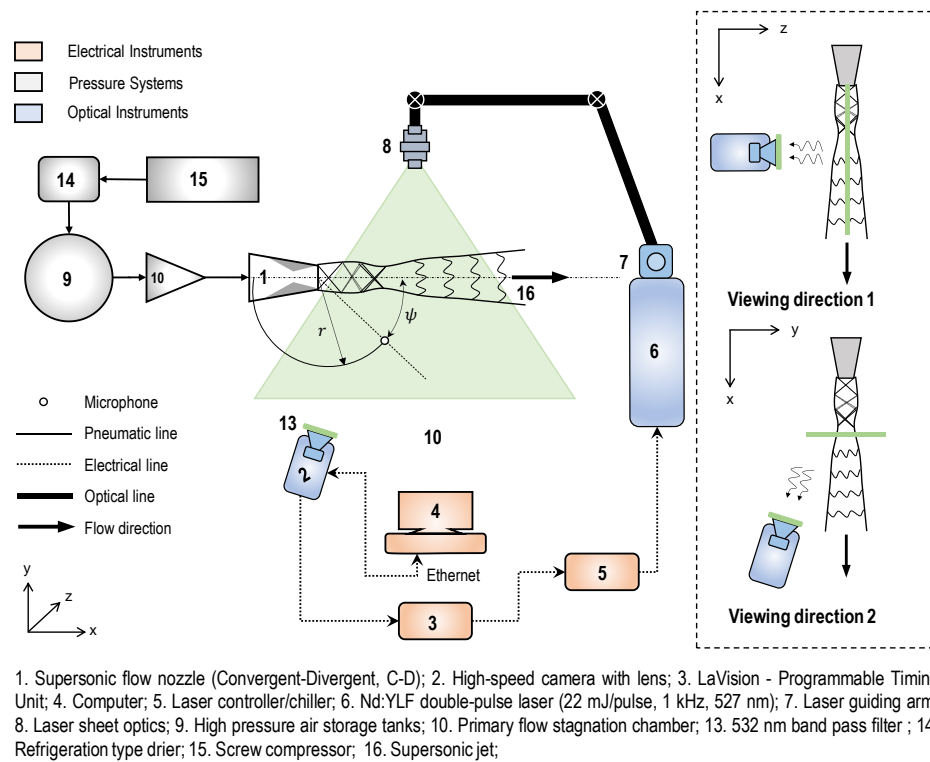 Electrical Instruments
Pressure Systems
Optical Instruments
z
x
8
14
15
9
10
1
16
r
ψ
7
6
Viewing direction 1
y
x
Microphone
Pneumatic line
Electrical line
Optical line
Flow direction
13
2
10
4
Ethernet
5
3
y
z
x
Viewing direction 2
1. Supersonic flow nozzle (Convergent-Divergent, C-D); 2. High-speed camera with lens; 3. LaVision - Programmable Timin
Unit; 4. Computer; 5. Laser controller/chiller; 6. Nd:YLF double-pulse laser (22 mJ/pulse, 1 kHz, 527 nm); 7. Laser guiding arm
8. Laser sheet optics; 9. High pressure air storage tanks; 10. Primary flow stagnation chamber; 13. 532 nm band pass filter ; 14
Refrigeration type drier; 15. Screw compressor; 16. Supersonic jet;